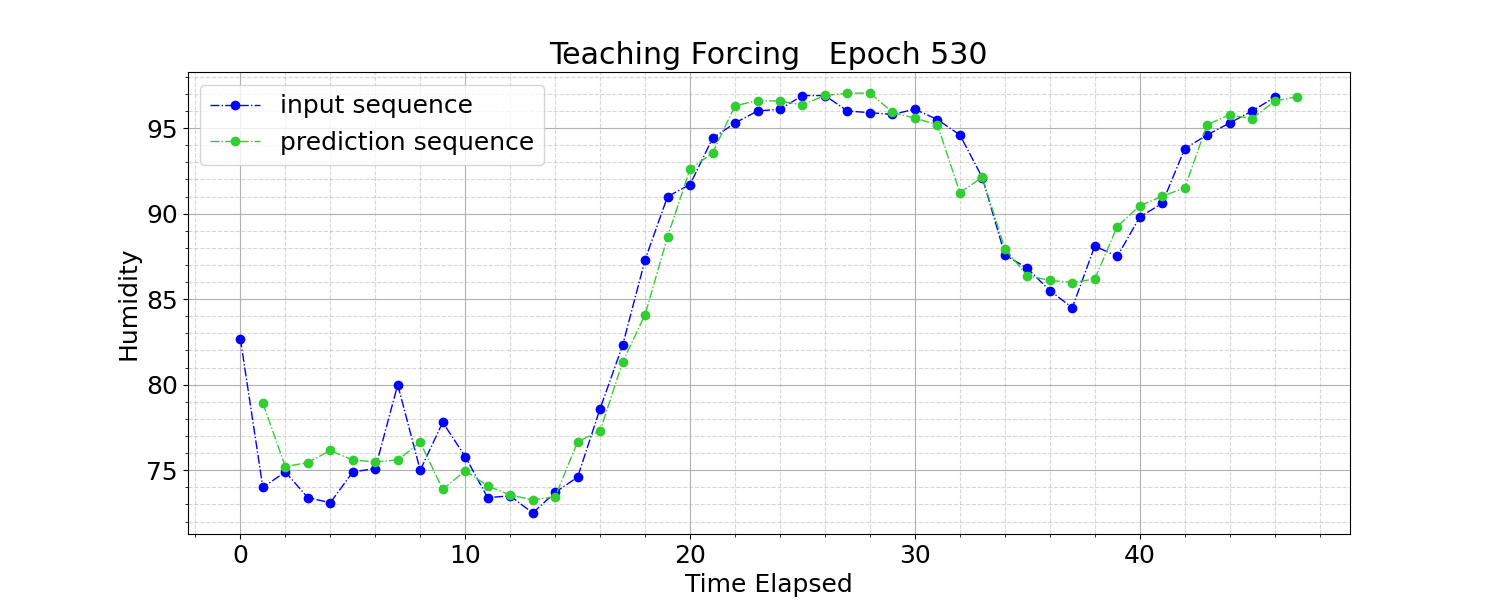 Teaching Forcing   Epoch 530
input sequence
prediction sequence
Humidity
95
90
85
80
75
0 10 20 30 40
Time Elapsed